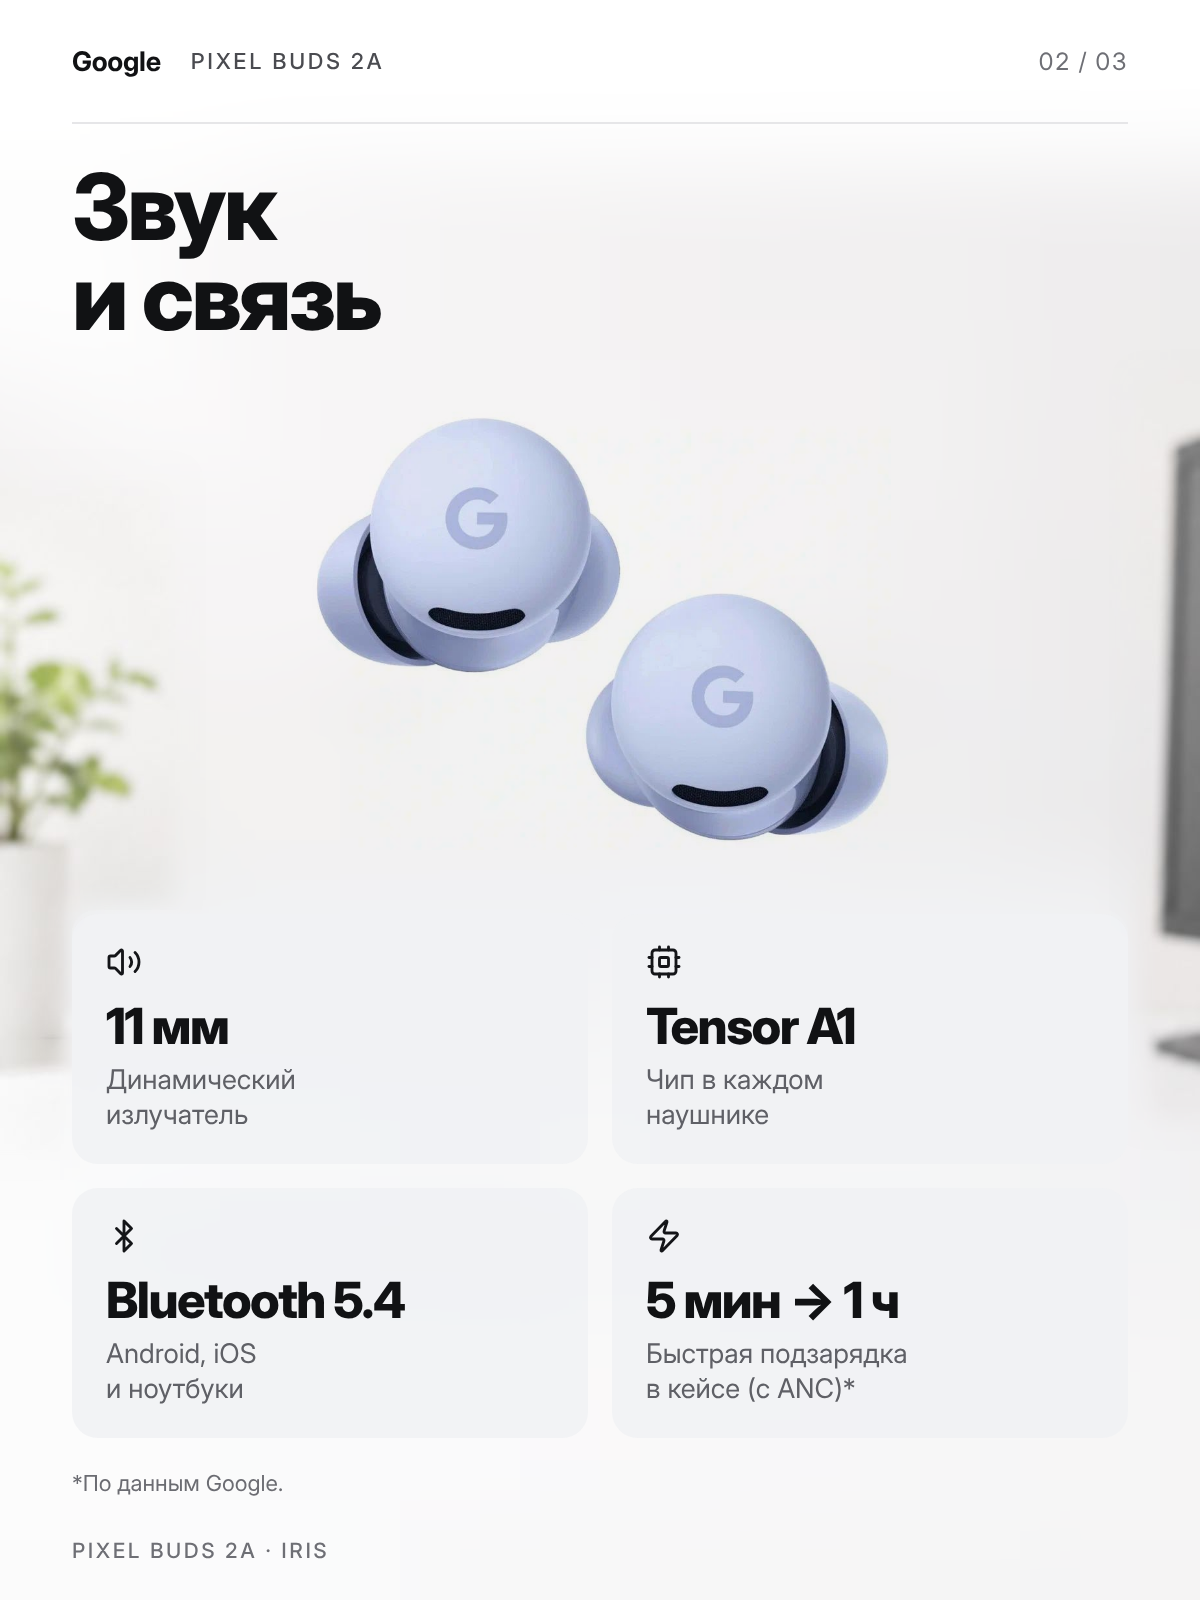 Google PIXEL BUDS 2A 02 / 03
Звук
и связь
G
G
11 мм
Динамический
излучатель
Tensor A1
Чип в каждом
наушнике
Bluetooth 5.4
Android, iOS
и ноутбуки
5 мин → 1 ч
Быстрая подзарядка
в кейсе (с ANC)*
*По данным Google.
PIXEL BUDS 2A · IRIS